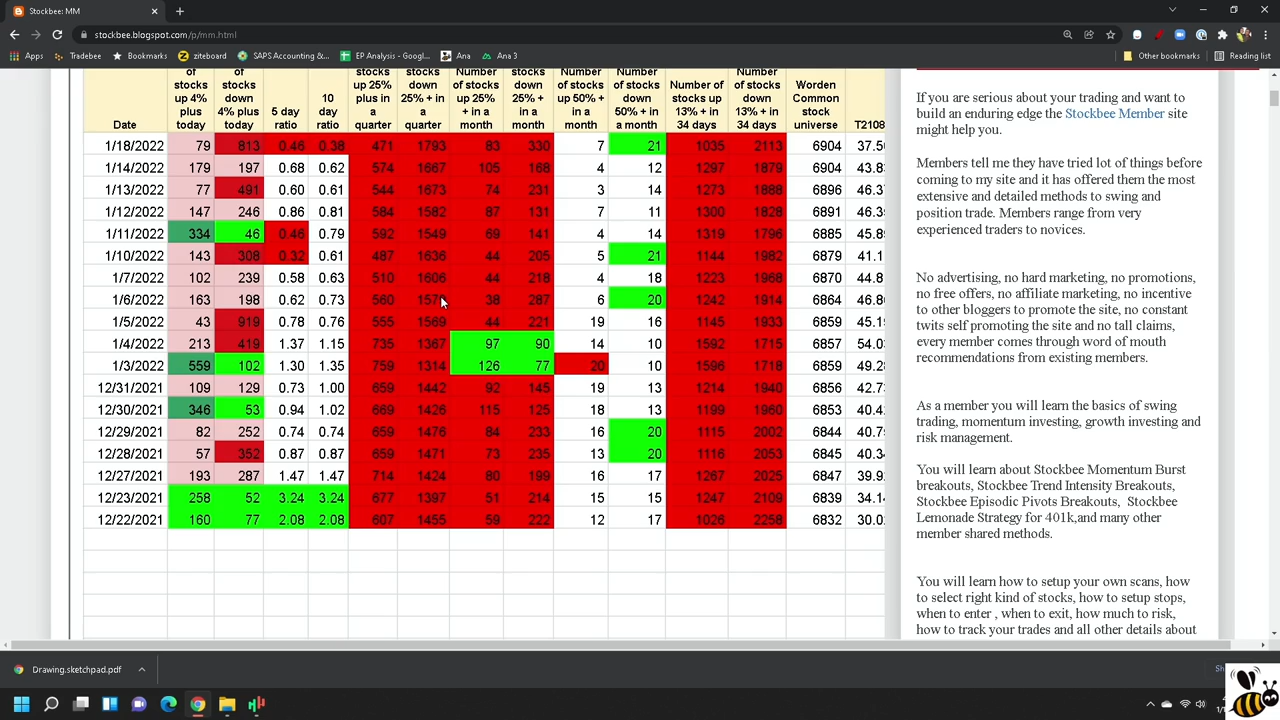 Stockbee: MM
stockbee.blogspot.com/p/mm.html
Apps
Tradebee
Bookmarks
ziteboard
SAPS Accounting &...
EP Analysis - Googl...
Ana
Ana 3
Other bookmarks
Reading list
Date
of stocks up 4% plus today
of stocks down 4% plus today
5 day ratio
10 day ratio
stocks up 25% plus in a quarter
stocks down 25% + in a quarter
Number of stocks up 25% + in a month
stocks down 25% + in a month
Number of stocks up 50% + in a month
Number of stocks down 50% + in a month
Number of stocks up 13% + in 34 days
Number of stocks down 13% + in 34 days
Worden Common stock universe
T2108
1/18/2022 79 813 0.46 0.38 471 1793 83 330 7 21 1035 2113 6904 37.5
1/14/2022 179 197 0.68 0.62 574 1667 105 168 4 12 1297 1879 6902 43.8
1/13/2022 77 491 0.60 0.61 544 1673 74 231 3 14 1273 1888 6896 46.3
1/12/2022 147 246 0.86 0.81 584 1582 87 131 7 11 1300 1828 6891 46.3
1/11/2022 334 46 0.46 0.79 592 1549 69 141 4 14 1319 1796 6885 45.8
1/10/2022 143 308 0.32 0.61 487 1636 44 205 5 21 1144 1982 6879 41.1
1/7/2022 102 239 0.58 0.63 510 1606 44 218 4 18 1223 1968 6870 44.8
1/6/2022 163 198 0.62 0.73 560 157 38 287 6 20 1242 1914 6864 46.8
1/5/2022 43 919 0.78 0.76 555 1569 44 221 19 16 1145 1933 6859 45.1
1/4/2022 213 419 1.37 1.15 735 1367 97 90 14 10 1592 1715 6857 54.0
1/3/2022 559 102 1.30 1.35 759 1314 126 77 20 10 1596 1718 6862 49.2
12/31/2021 109 129 0.73 1.00 659 1442 92 145 19 13 1214 1940 6856 42.7
12/30/2021 346 53 0.94 1.02 669 1426 115 125 18 13 1199 1960 6853 40.4
12/29/2021 82 252 0.74 0.74 659 1476 84 233 16 20 1115 2002 6844 40.7
12/28/2021 57 352 0.87 0.87 659 1471 73 235 13 20 1116 2053 6845 40.3
12/27/2021 193 287 1.47 1.47 714 1424 80 199 16 17 1267 2025 6847 39.9
12/23/2021 258 52 3.24 3.24 677 1397 51 214 15 15 1247 2109 6839 34.1
12/22/2021 160 77 2.08 2.08 607 1455 59 222 12 17 1026 2258 6832 30.0
If you are serious about your trading and want to
build an enduring edge the Stockbee Member site
might help you.
Members tell me they have tried lot of things before
coming to my site and it has offered them the most
extensive and detailed methods to swing and
position trade. Members range from very
experienced traders to novices.
No advertising, no hard marketing, no promotions,
no free offers, no affiliate marketing, no incentive
to other bloggers to promote the site, no constant
twits self promoting the site and no tall claims,
every member comes through word of mouth
recommendations from existing members.
As a member you will learn the basics of swing
trading, momentum investing, growth investing and
risk management.
You will learn about Stockbee Momentum Burst
breakouts, Stockbee Trend Intensity Breakouts,
Stockbee Episodic Pivots Breakouts, Stockbee
Lemonade Strategy for 401k,and many other
member shared methods.
You will learn how to setup your own scans, how
to select right kind of stocks, how to setup stops,
when to enter , when to exit, how much to risk,
how to track your trades and all other details about
Drawing.sketchpad.pdf